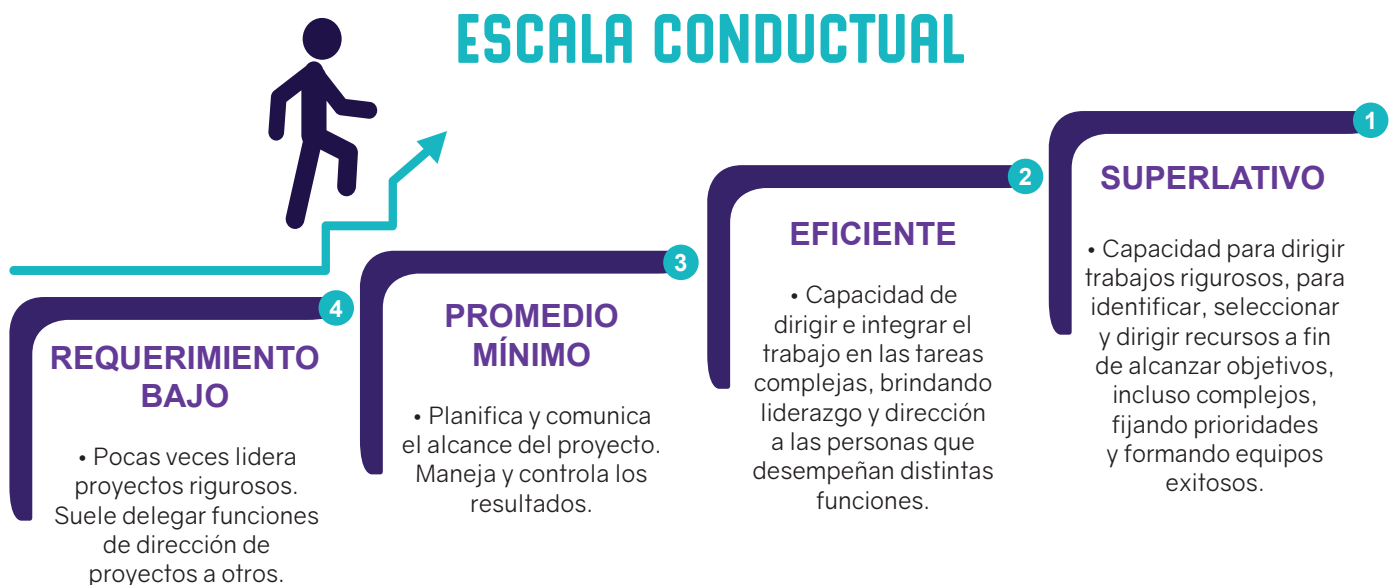 ESCALA CONDUCTUAL
4
REQUERIMIENTO
BAJO
• Pocas veces lidera
proyectos rigurosos.
Suele delegar funciones
de dirección de
proyectos a otros.
3
PROMEDIO
MÍNIMO
• Planifica y comunica
el alcance del proyecto.
Maneja y controla los
resultados.
2
EFICIENTE
• Capacidad de
dirigir e integrar el
trabajo en las tareas
complejas, brindando
liderazgo y dirección
a las personas que
desempeñan distintas
funciones.
1
SUPERLATIVO
• Capacidad para dirigir
trabajos rigurosos, para
identificar, seleccionar
y dirigir recursos a fin
de alcanzar objetivos,
incluso complejos,
fijando prioridades
y formando equipos
exitosos.